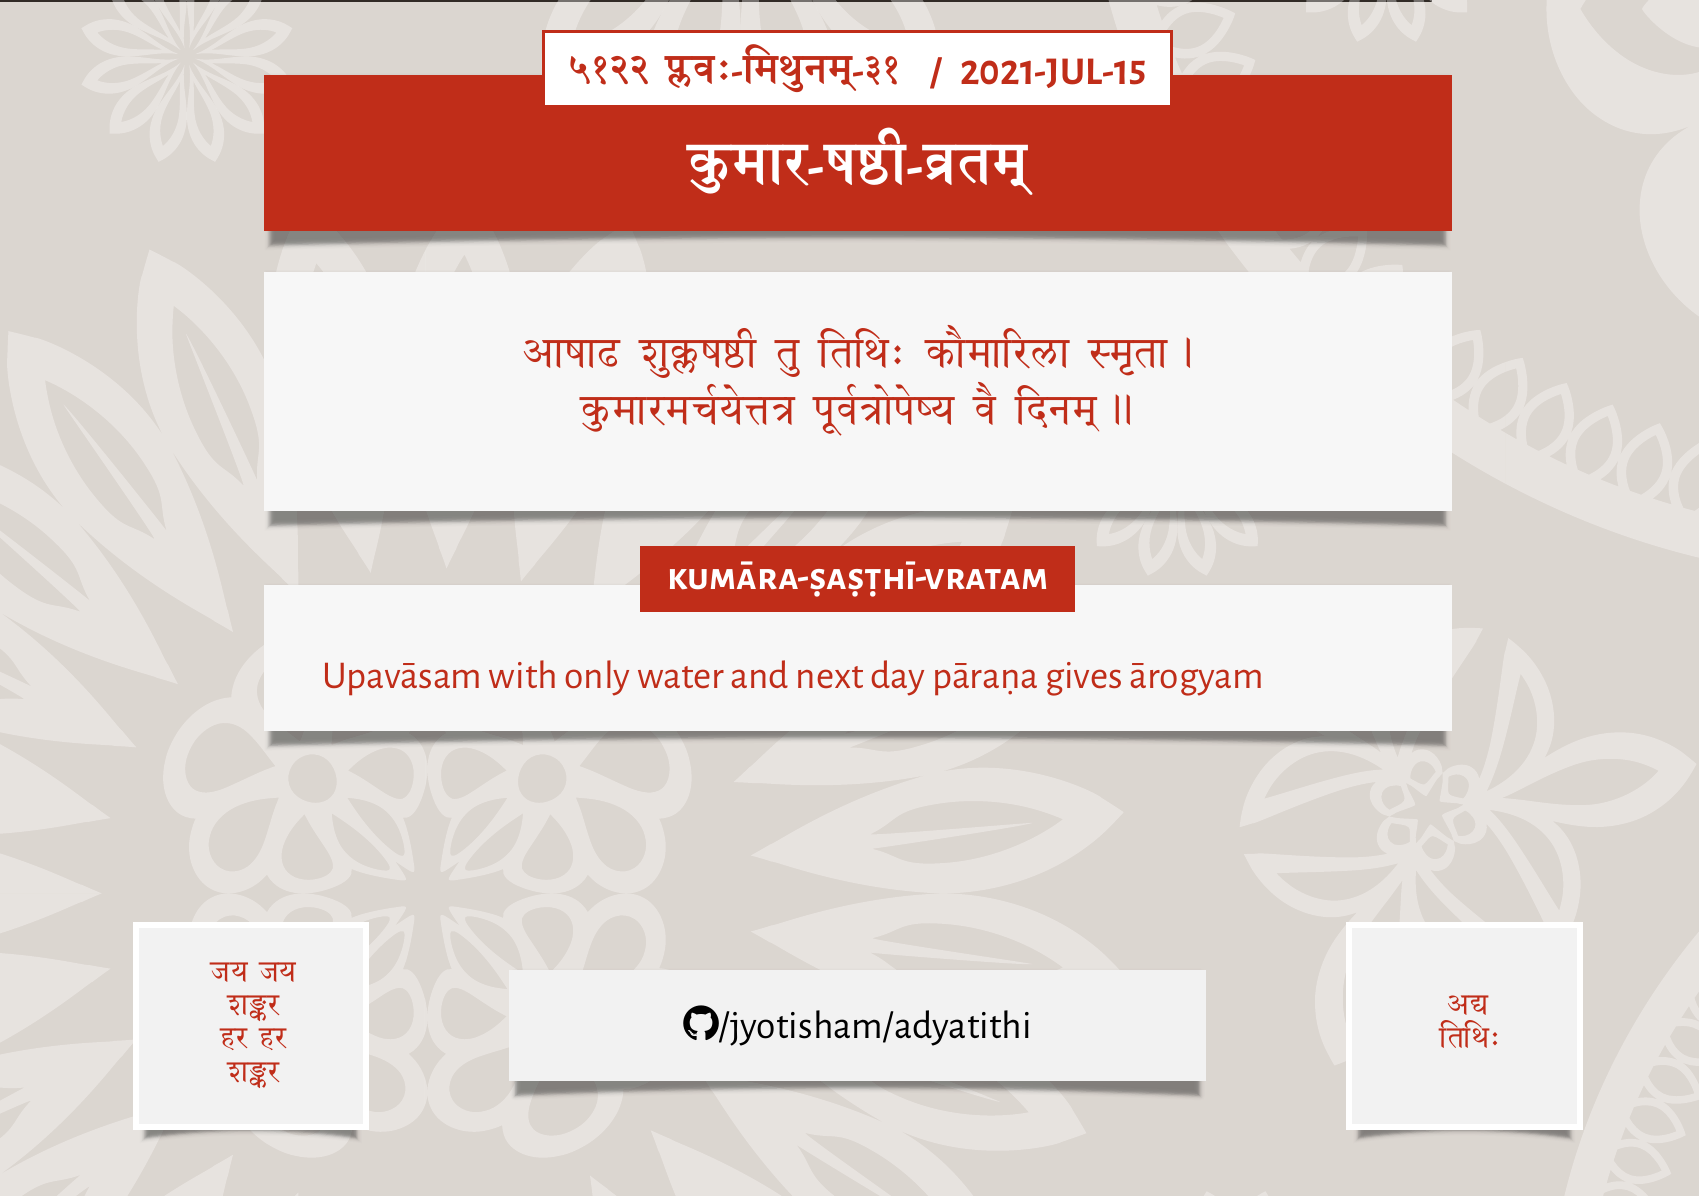 ५१२२ प्लवः-मिथुनम्-३१ / 2021-JUL-15
कुमार-षष्ठी-व्रतम्
आषाढ शुक्लषष्ठी तु तिथिः कौमारिला स्मृता ।
कुमारमर्चयेत्तत्र पूर्वत्रोपेष्य वै दिनम् ॥
KUMĀRA-ṢAṢṬHĪ-VRATAM
Upavāsam with only water and next day pāraṇa gives ārogyam
जय जय
शङ्कर
हर हर
शङ्कर
/jyotisham/adyatithi
अद्य
तिथिः